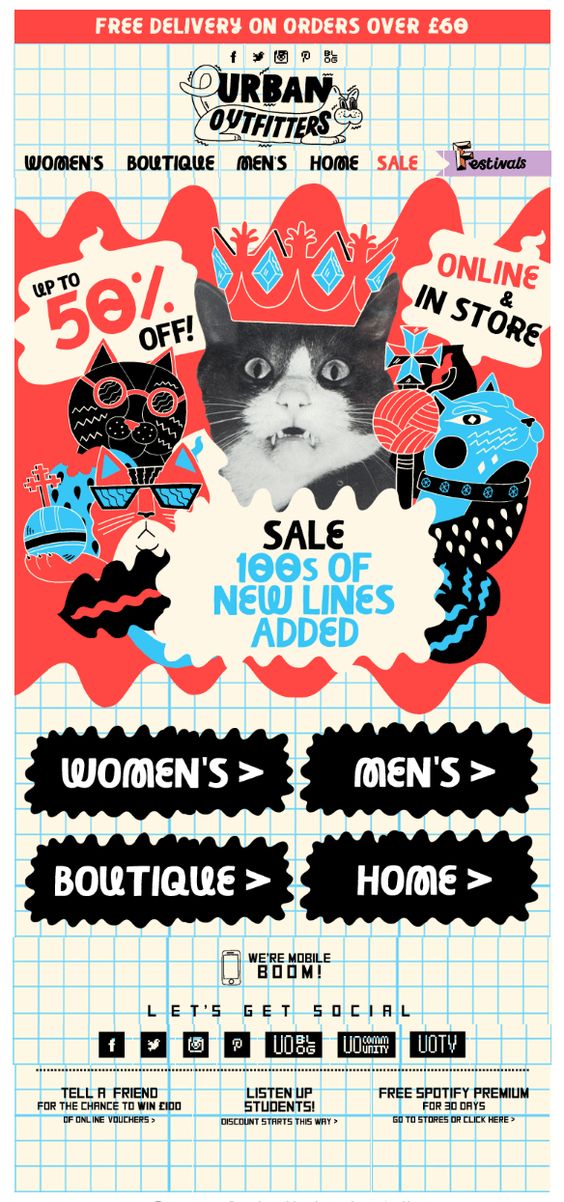 FREE DELIVERY ON ORDERS OVER £60
BLOG
URBAN
OUTFITTERS
WOMEN'S BOUTIQUE MEN'S HOME SALE Festivals
UP TO
50%
OFF!
ONLINE
&
IN STORE
SALE
100s OF
NEW LINES
ADDED
WOMEN'S > MEN'S >
BOUTIQUE > HOME >
WE'RE MOBILE
BOOM!
LET'S GET SOCIAL
UO BLOG UO COMMUNITY UOTV
TELL A FRIEND
FOR THE CHANCE TO WIN £100
OF ONLINE VOUCHERS >
LISTEN UP
STUDENTS!
DISCOUNT STARTS THIS WAY >
FREE SPOTIFY PREMIUM
FOR 30 DAYS
GO TO STORES OR CLICK HERE >